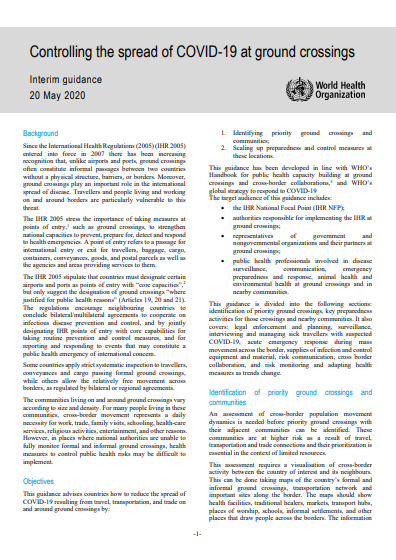 Controlling the spread of COVID-19 at ground crossings
Interim guidance
20 May 2020
World Health
Organization
Background
Since the International Health Regulations (2005) (IHR 2005)
entered into force in 2007 there has been increasing
recognition that, unlike airports and ports, ground crossings
often constitute informal passages between two countries
without a physical structure, barriers, or borders. Moreover,
ground crossings play an important role in the international
spread of disease. Travellers and people living and working
on and around borders are particularly vulnerable to this
threat.
The IHR 2005 stress the importance of taking measures at
points of entry,¹ such as ground crossings, to strengthen
national capacities to prevent, prepare for, detect and respond
to health emergencies. A point of entry refers to a passage for
international entry or exit for travellers, baggage, cargo,
containers, conveyances, goods, and postal parcels as well as
the agencies and areas providing services to them.
The IHR 2005 stipulate that countries must designate certain
airports and ports as points of entry with "core capacities",²
but only suggest the designation of ground crossings "where
justified for public health reasons" (Articles 19, 20 and 21).
The regulations encourage neighbouring countries to
conclude bilateral/multilateral agreements to cooperate on
infectious disease prevention and control, and by jointly
designating IHR points of entry with core capabilities for
taking routine prevention and control measures, and for
reporting and responding to events that may constitute a
public health emergency of international concern.
Some countries apply strict systematic inspection to travellers,
conveyances and cargo passing formal ground crossings,
while others allow the relatively free movement across
borders, as regulated by bilateral or regional agreements.
The communities living on and around ground crossings vary
according to size and density. For many people living in these
communities, cross-border movement represents a daily
necessity for work, trade, family visits, schooling, health-care
services, religious activities, entertainment, and other reasons.
However, in places where national authorities are unable to
fully monitor formal and informal ground crossings, health
measures to control public health risks may be difficult to
implement.
Objectives
This guidance advises countries how to reduce the spread of
COVID-19 resulting from travel, transportation, and trade on
and around ground crossings by:
1. Identifying priority ground crossings and
communities;
2. Scaling up preparedness and control measures at
these locations.
This guidance has been developed in line with WHO's
Handbook for public health capacity building at ground
crossings and cross-border collaborations,³ and WHO's
global strategy to respond to COVID-19
The target audience of this guidance includes:
• the IHR National Focal Point (IHR NFP);
• authorities responsible for implementing the IHR at
ground crossings;
• representatives of government and
nongovernmental organizations and their partners at
ground crossings;
• public health professionals involved in disease
surveillance, communication, emergency
preparedness and response, animal health and
environmental health at ground crossings and in
nearby communities.
This guidance is divided into the following sections:
identification of priority ground crossings, key preparedness
activities for those crossings and nearby communities. It also
covers: legal enforcement and planning, surveillance,
interviewing and managing sick travellers with suspected
COVID-19, acute emergency response during mass
movement across the border, supplies of infection and control
equipment and material, risk communication, cross border
collaboration, and risk monitoring and adapting health
measures as trends change.
Identification of priority ground crossings and
communities
An assessment of cross-border population movement
dynamics is needed before priority ground crossings with
their adjacent communities can be identified. These
communities are at higher risk as a result of travel,
transportation and trade connections and their prioritization is
essential in the context of limited resources.
This assessment requires a visualisation of cross-border
activity between the country of interest and its neighbours.
This can be done taking maps of the country's formal and
informal ground crossings, transportation network and
important sites along the border. The maps should show
health facilities, traditional healers, markets, transport hubs,
places of worship, schools, informal settlements, and other
places that draw people across the borders. The information
-1-